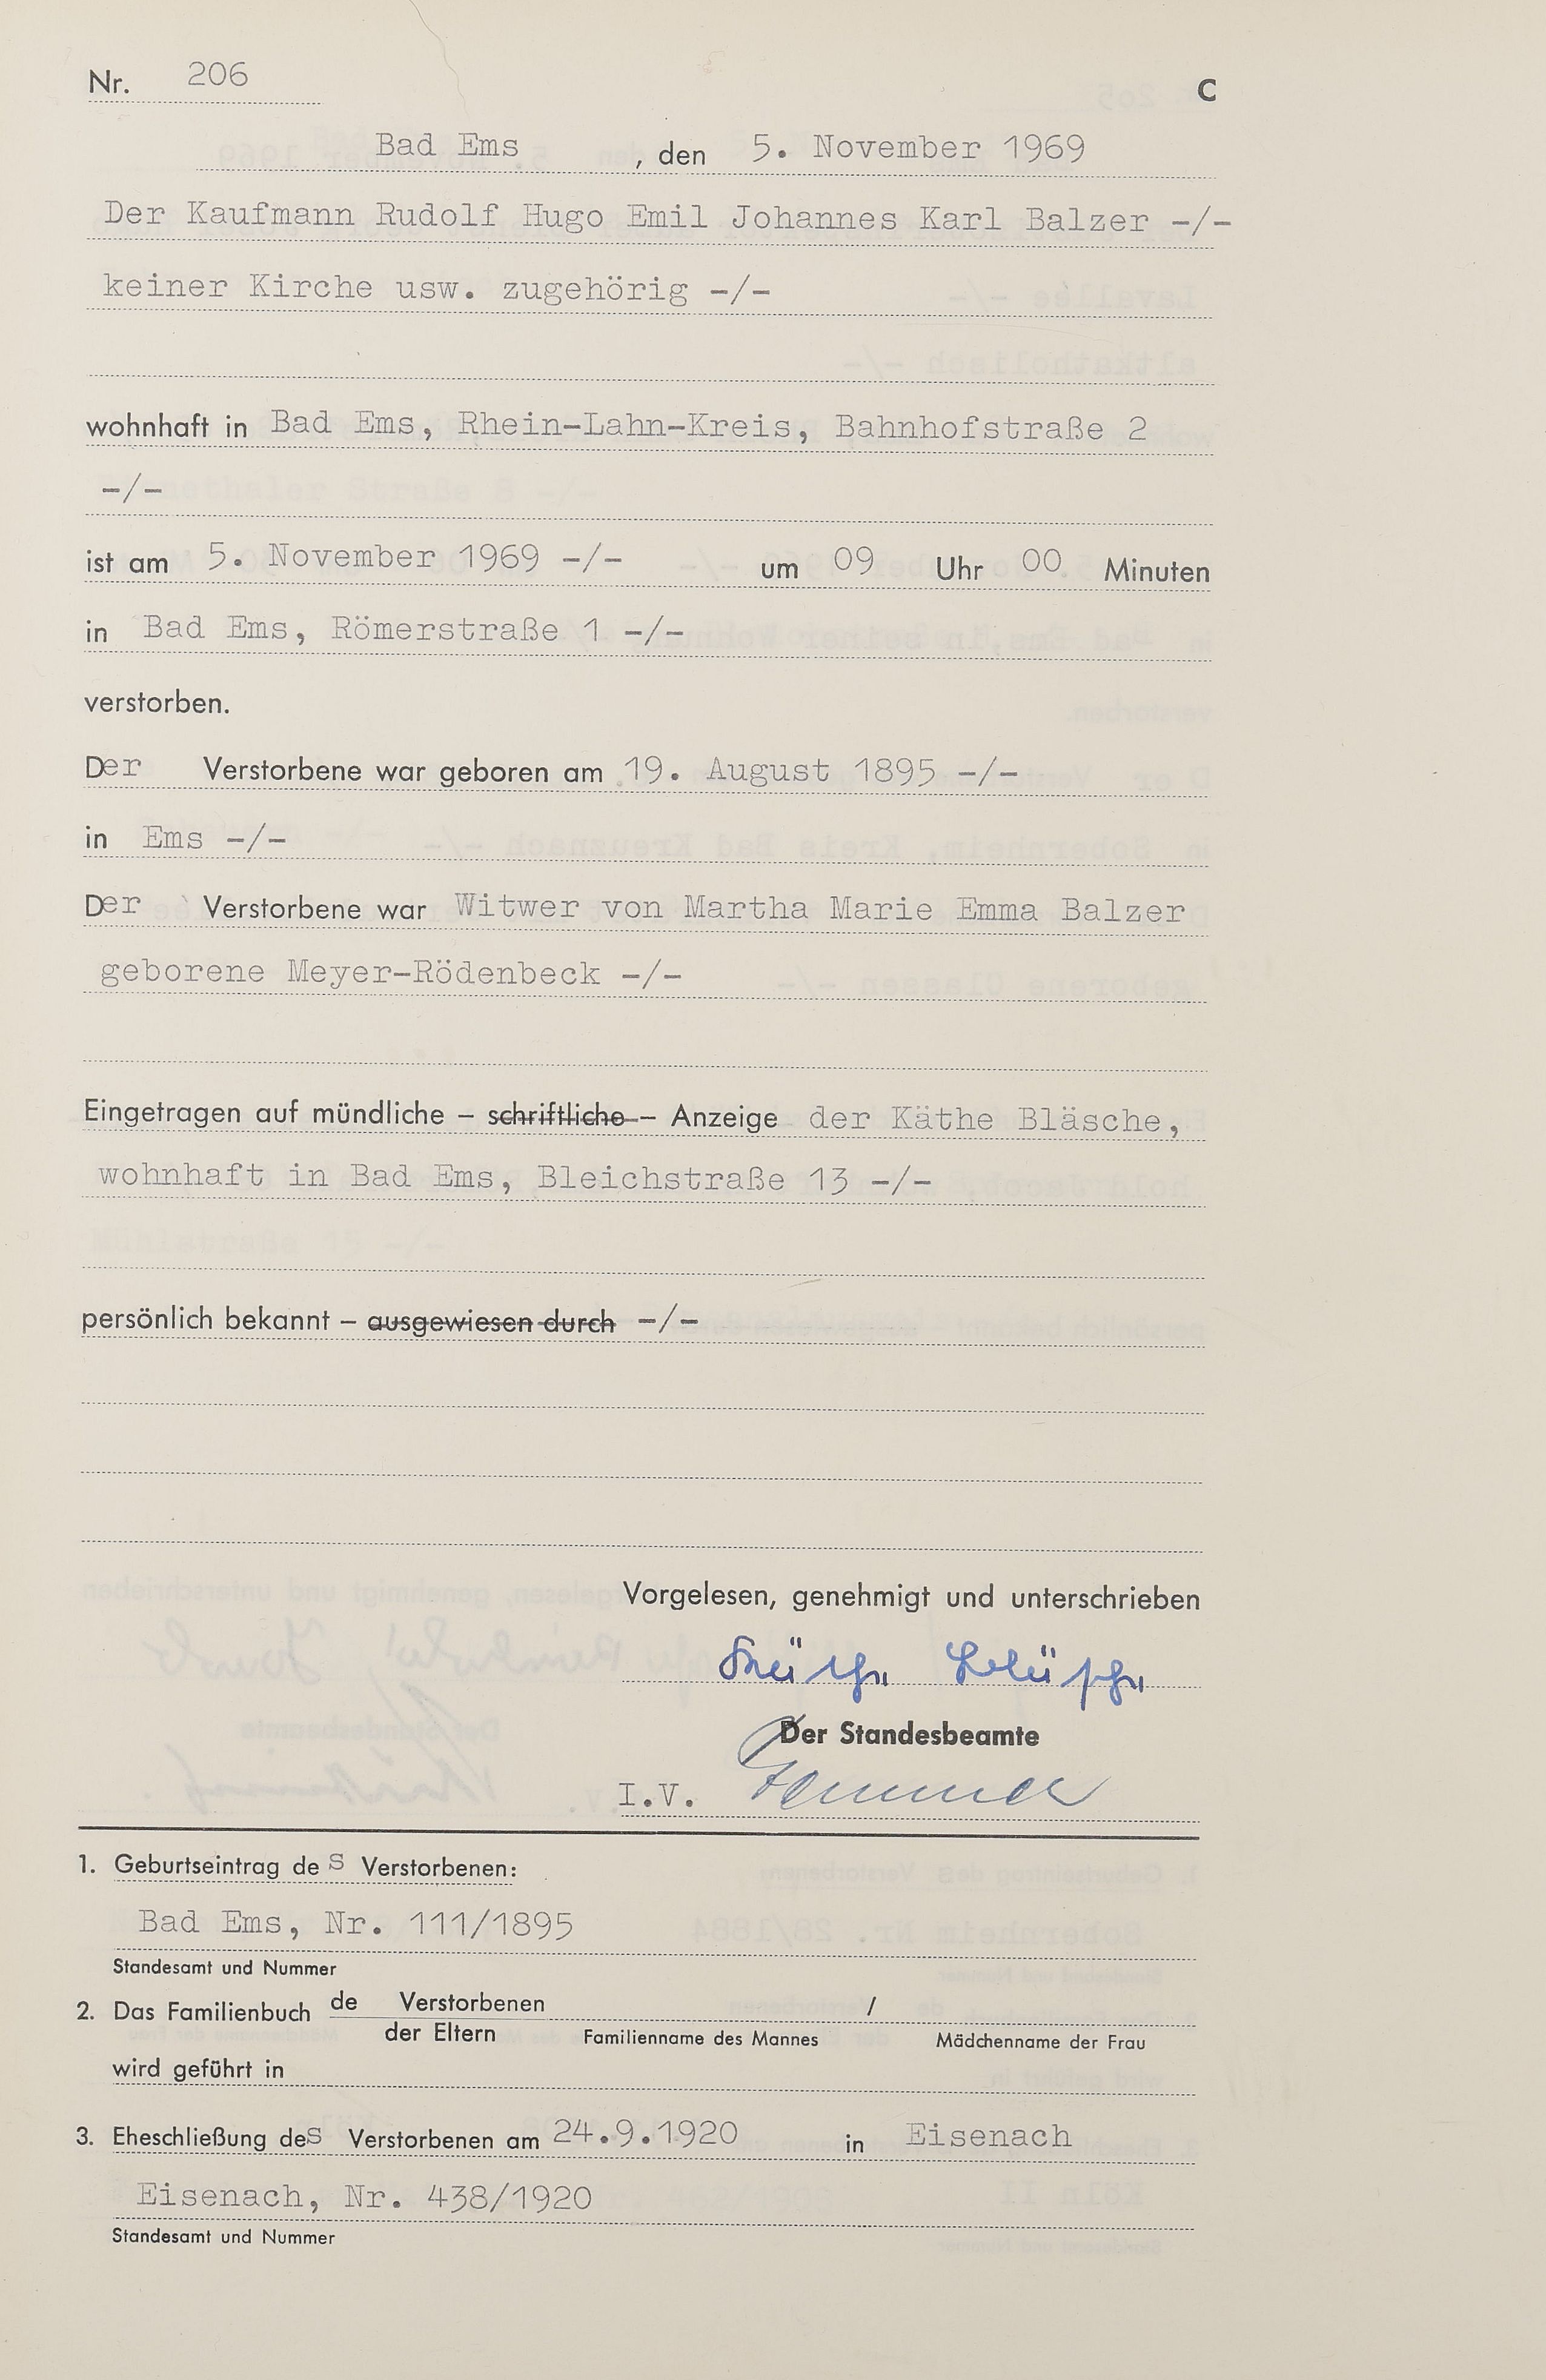 Nr. 206 C
Bad Ems , den 5. November 1969
Der Kaufmann Rudolf Hugo Emil Johannes Karl Balzer -/-
keiner Kirche usw. zugehörig -/-
wohnhaft in Bad Ems, Rhein-Lahn-Kreis, Bahnhofstraße 2
-/-
ist am 5. November 1969 -/- um 09 Uhr 00 Minuten
in Bad Ems, Römerstraße 1 -/-
verstorben.
Der Verstorbene war geboren am 19. August 1895 -/-
in Ems -/-
Der Verstorbene war Witwer von Martha Marie Emma Balzer
geborene Meyer-Rödenbeck -/-
Eingetragen auf mündliche – schriftliche – Anzeige der Käthe Bläsche,
wohnhaft in Bad Ems, Bleichstraße 13 -/-
persönlich bekannt – ausgewiesen durch -/-
Vorgelesen, genehmigt und unterschrieben
Käthe Bläsche
Der Standesbeamte
I.V.
1. Geburtseintrag des Verstorbenen:
Bad Ems, Nr. 111/1895
Standesamt und Nummer
2. Das Familienbuch de Verstorbenen /
der Eltern Familienname des Mannes Mädchenname der Frau
wird geführt in
3. Eheschließung des Verstorbenen am 24.9.1920 in Eisenach
Eisenach, Nr. 438/1920
Standesamt und Nummer